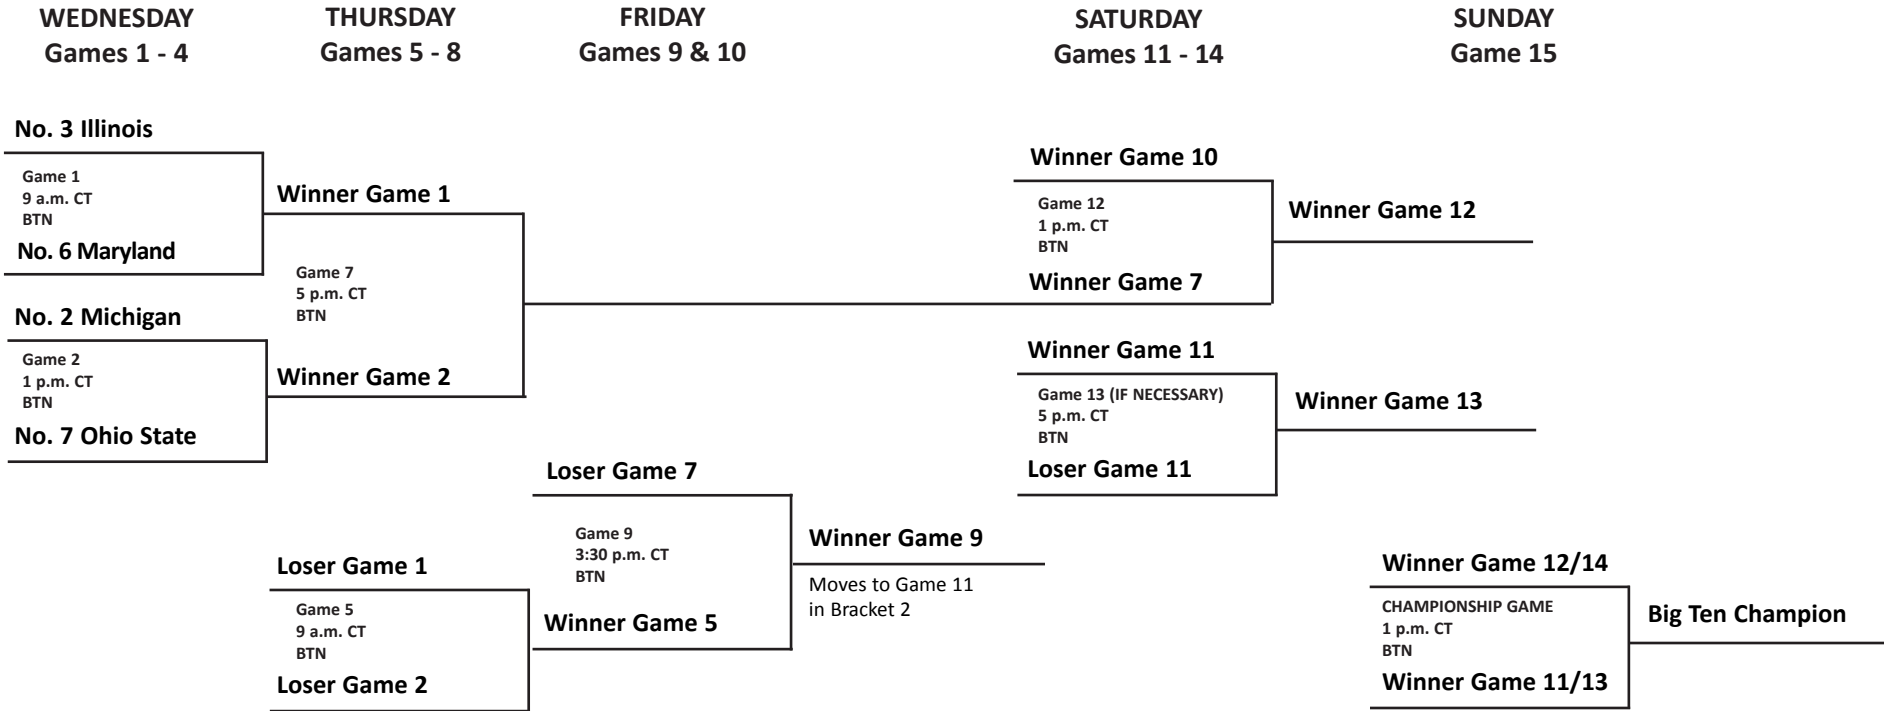 WEDNESDAY
Games 1 - 4
THURSDAY
Games 5 - 8
FRIDAY
Games 9 & 10
SATURDAY
Games 11 - 14
SUNDAY
Game 15
No. 3 Illinois
Game 1
9 a.m. CT
BTN
No. 6 Maryland
No. 2 Michigan
Game 2
1 p.m. CT
BTN
No. 7 Ohio State
Winner Game 1
Game 7
5 p.m. CT
BTN
Winner Game 2
Loser Game 1
Game 5
9 a.m. CT
BTN
Loser Game 2
Loser Game 7
Game 9
3:30 p.m. CT
BTN
Winner Game 5
Winner Game 9
Moves to Game 11
in Bracket 2
Winner Game 10
Game 12
1 p.m. CT
BTN
Winner Game 7
Winner Game 11
Game 13 (IF NECESSARY)
5 p.m. CT
BTN
Loser Game 11
Winner Game 12
Winner Game 13
Winner Game 12/14
CHAMPIONSHIP GAME
1 p.m. CT
BTN
Winner Game 11/13
Big Ten Champion